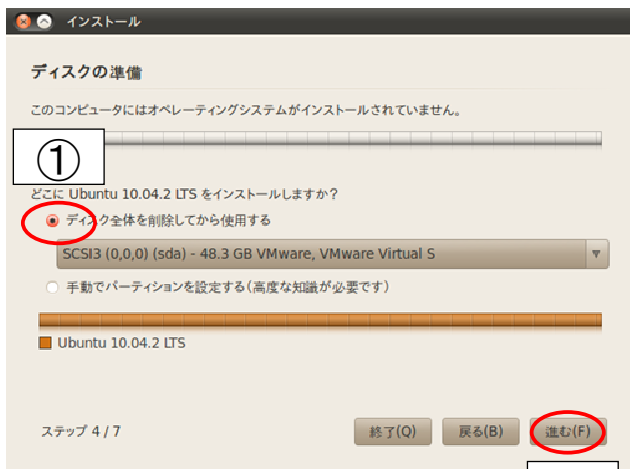 インストール
ディスクの準備
このコンピュータにはオペレーティングシステムがインストールされていません。
①
どこに Ubuntu 10.04.2 LTS をインストールしますか？
ディスク全体を削除してから使用する
SCSI3 (0,0,0) (sda) - 48.3 GB VMware, VMware Virtual S
手動でパーティションを設定する(高度な知識が必要です)
Ubuntu 10.04.2 LTS
ステップ 4 / 7 終了(Q) 戻る(B) 進む(F)